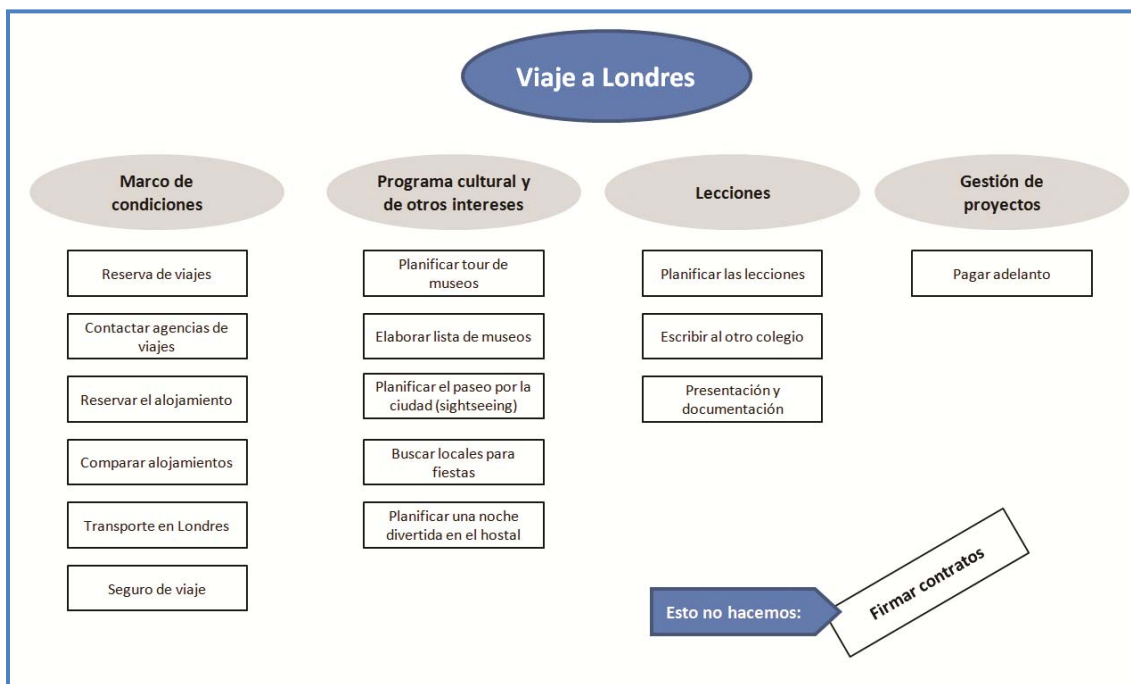 Viaje a Londres
Marco de
condiciones
Reserva de viajes
Contactar agencias de
viajes
Reservar el alojamiento
Comparar alojamientos
Transporte en Londres
Seguro de viaje
Programa cultural y
de otros intereses
Planificar tour de
museos
Elaborar lista de museos
Planificar el paseo por la
ciudad (sightseeing)
Buscar locales para
fiestas
Planificar una noche
divertida en el hostal
Lecciones
Planificar las lecciones
Escribir al otro colegio
Presentación y
documentación
Gestión de
proyectos
Pagar adelanto
Esto no hacemos:
Firmar contratos